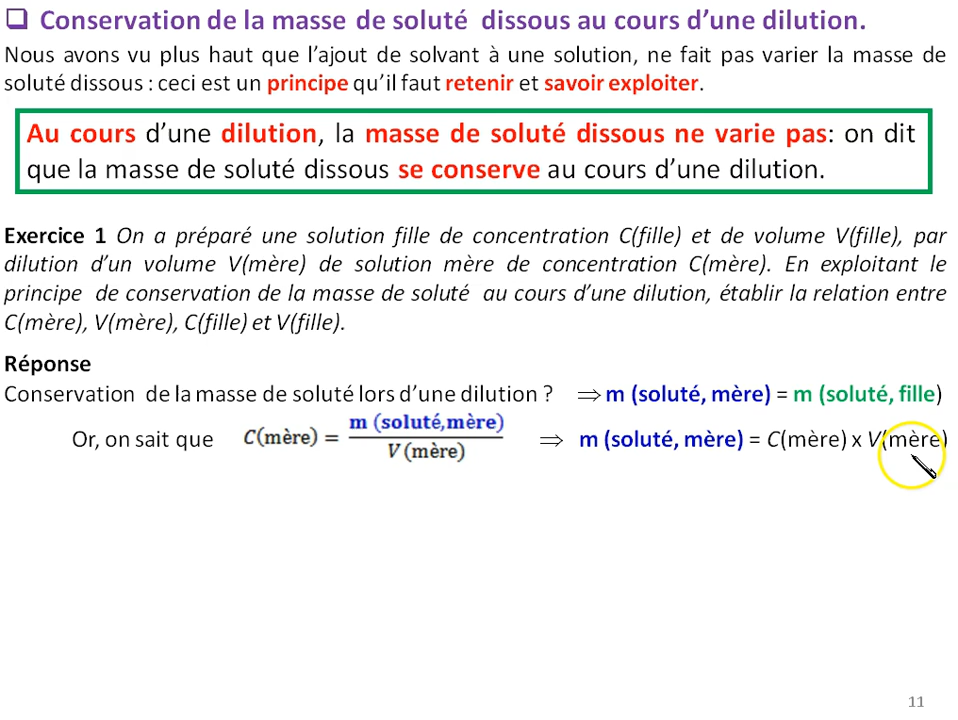 ❑ Conservation de la masse de soluté dissous au cours d'une dilution.
Nous avons vu plus haut que l'ajout de solvant à une solution, ne fait pas varier la masse de
soluté dissous : ceci est un principe qu'il faut retenir et savoir exploiter.
Au cours d'une dilution, la masse de soluté dissous ne varie pas: on dit
que la masse de soluté dissous se conserve au cours d'une dilution.
Exercice 1 On a préparé une solution fille de concentration C(fille) et de volume V(fille), par
dilution d'un volume V(mère) de solution mère de concentration C(mère). En exploitant le
principe de conservation de la masse de soluté au cours d'une dilution, établir la relation entre
C(mère), V(mère), C(fille) et V(fille).
Réponse
Conservation de la masse de soluté lors d'une dilution ? ⇒ m (soluté, mère) = m (soluté, fille)
Or, on sait que C(mère) = m (soluté,mère) / V(mère) ⇒ m (soluté, mère) = C(mère) x V(mère)
11